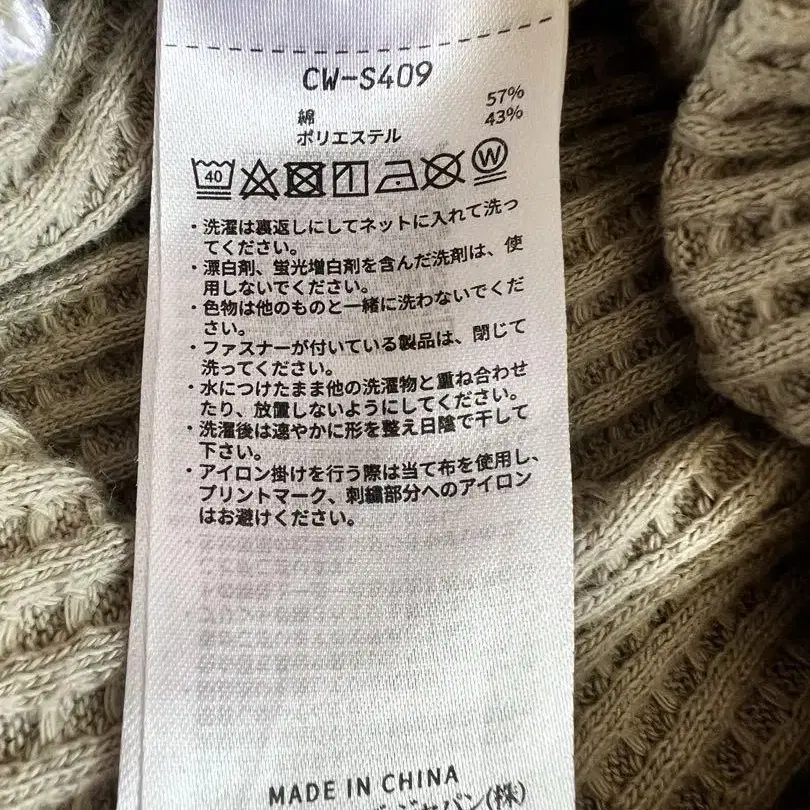 CW-S409
綿 57%
ポリエステル 43%
40 W
・洗濯は裏返しにしてネットに入れて洗っ
てください。
・漂白剤、蛍光増白剤を含んだ洗剤は、使
用しないでください。
・色物は他のものと一緒に洗わないでくだ
さい。
・ファスナーが付いている製品は、閉じて
洗ってください。
・水につけたまま他の洗濯物と重ね合わせ
たり、放置しないようにしてください。
・洗濯後は速やかに形を整え日陰で干して
下さい。
・アイロン掛けを行う際は当て布を使用し、
プリントマーク、刺繍部分へのアイロン
はお避けください。
MADE IN CHINA
ジャパン(株)